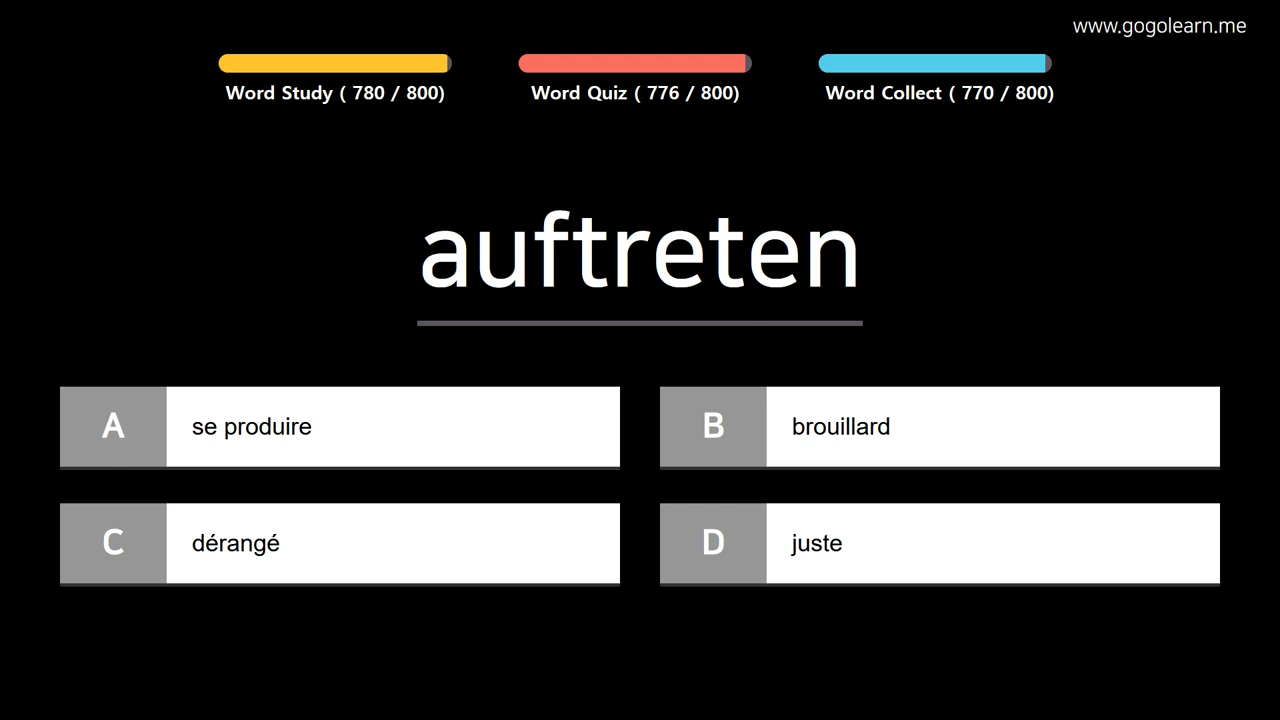 www.gogolearn.me
Word Study ( 780 / 800)
Word Quiz ( 776 / 800)
Word Collect ( 770 / 800)
auftreten
A se produire
B brouillard
C dérangé
D juste